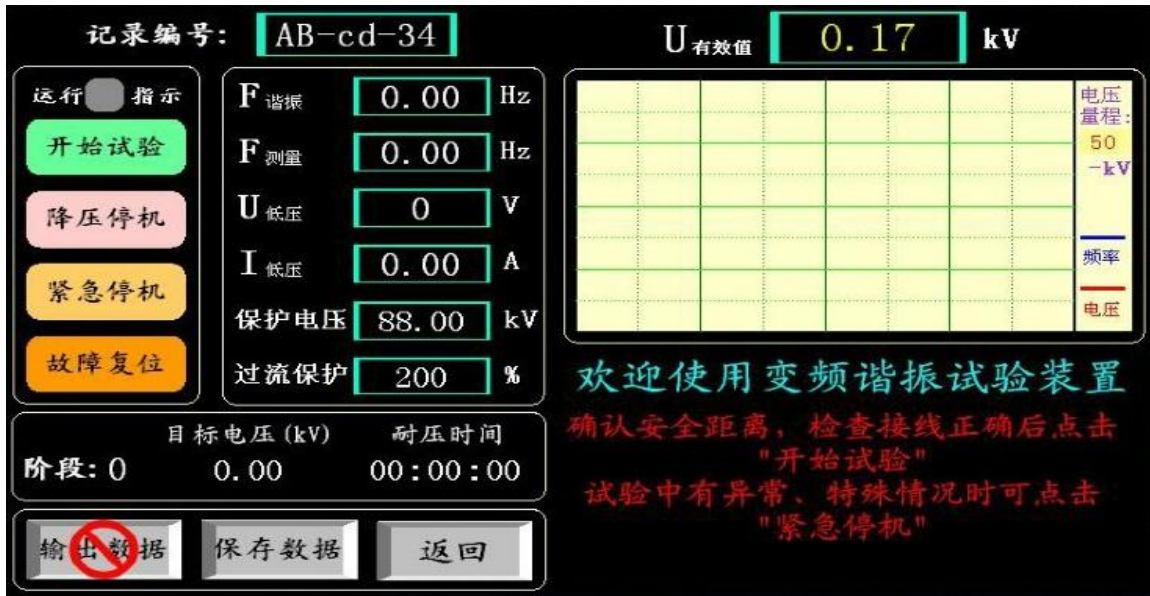 记录编号: AB-cd-34
U有效值 0.17 kV
运行 指示
开始试验
降压停机
紧急停机
故障复位
F谐振 0.00 Hz
F测量 0.00 Hz
U低压 0 V
I低压 0.00 A
保护电压 88.00 kV
过流保护 200 %
电压
量程:
50
-kV
频率
电压
目标电压(kV) 耐压时间
阶段: 0 0.00 00:00:00
输出数据 保存数据 返回
欢迎使用变频谐振试验装置
确认安全距离，检查接线正确后点击
"开始试验"
试验中有异常、特殊情况时可点击
"紧急停机"